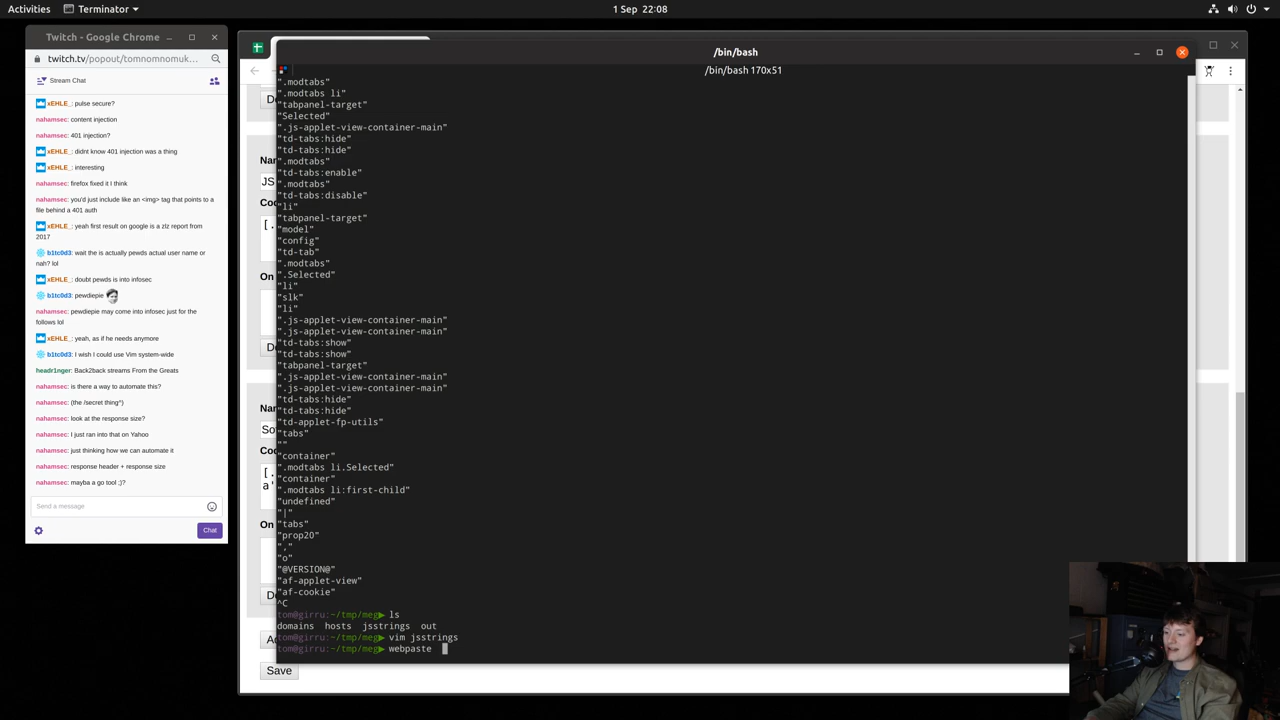 Activities
Terminator
1 Sep 22:08
Twitch - Google Chrome
twitch.tv/popout/tomnomnomuk...
Stream Chat
xEHLE_: pulse secure?
nahamsec: content injection
nahamsec: 401 injection?
xEHLE_: didnt know 401 injection was a thing
xEHLE_: interesting
nahamsec: firefox fixed it I think
nahamsec: you'd just include like an <img> tag that points to a
file behind a 401 auth
xEHLE_: yeah first result on google is a zlz report from
2017
b1tc0d3: wait the is actually pewds actual user name or
nah? lol
xEHLE_: doubt pewds is into infosec
b1tc0d3: pewdiepie
nahamsec: pewdiepie may come into infosec just for the
follows lol
xEHLE_: yeah, as if he needs anymore
b1tc0d3: I wish I could use Vim system-wide
headr1nger: Back2back streams From the Greats
nahamsec: is there a way to automate this?
nahamsec: (the /secret thing^)
nahamsec: look at the response size?
nahamsec: I just ran into that on Yahoo
nahamsec: just thinking how we can automate it
nahamsec: response header + response size
nahamsec: mayba a go tool ;)?
Send a message
Chat
De
Nar
JS
Cod
[.
On
De
Nar
So
Cod
[.
a'
On
De
Ad
Save
/bin/bash
/bin/bash 170x51
".modtabs"
".modtabs li"
"tabpanel-target"
"Selected"
".js-applet-view-container-main"
"td-tabs:hide"
"td-tabs:hide"
".modtabs"
"td-tabs:enable"
".modtabs"
"td-tabs:disable"
"li"
"tabpanel-target"
"model"
"config"
"td-tab"
".modtabs"
".Selected"
"li"
"slk"
"li"
".js-applet-view-container-main"
".js-applet-view-container-main"
"td-tabs:show"
"td-tabs:show"
"tabpanel-target"
".js-applet-view-container-main"
".js-applet-view-container-main"
"td-tabs:hide"
"td-tabs:hide"
"td-applet-fp-utils"
"tabs"
""
"container"
".modtabs li.Selected"
"container"
".modtabs li:first-child"
"undefined"
"|"
"tabs"
"prop20"
","
"o"
"@VERSION@"
"af-applet-view"
"af-cookie"
^C
tom@girru:~/tmp/meg▶ ls
domains hosts jsstrings out
tom@girru:~/tmp/meg▶ vim jsstrings
tom@girru:~/tmp/meg▶ webpaste